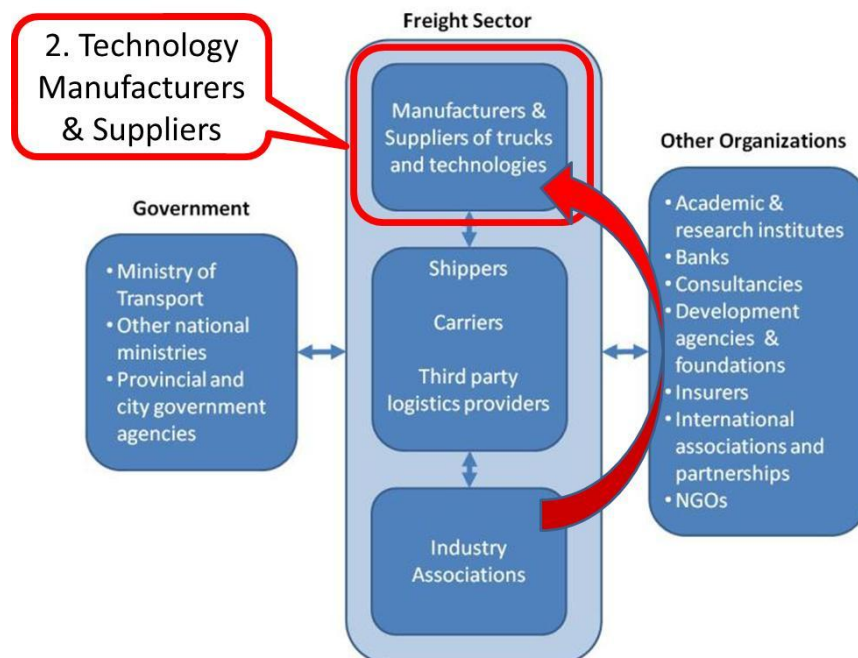 Freight Sector
2. Technology
Manufacturers
& Suppliers
Manufacturers &
Suppliers of trucks
and technologies
Government
• Ministry of
Transport
• Other national
ministries
• Provincial and
city government
agencies
Shippers
Carriers
Third party
logistics providers
Industry
Associations
Other Organizations
• Academic &
research institutes
• Banks
• Consultancies
• Development
agencies &
foundations
• Insurers
• International
associations and
partnerships
• NGOs